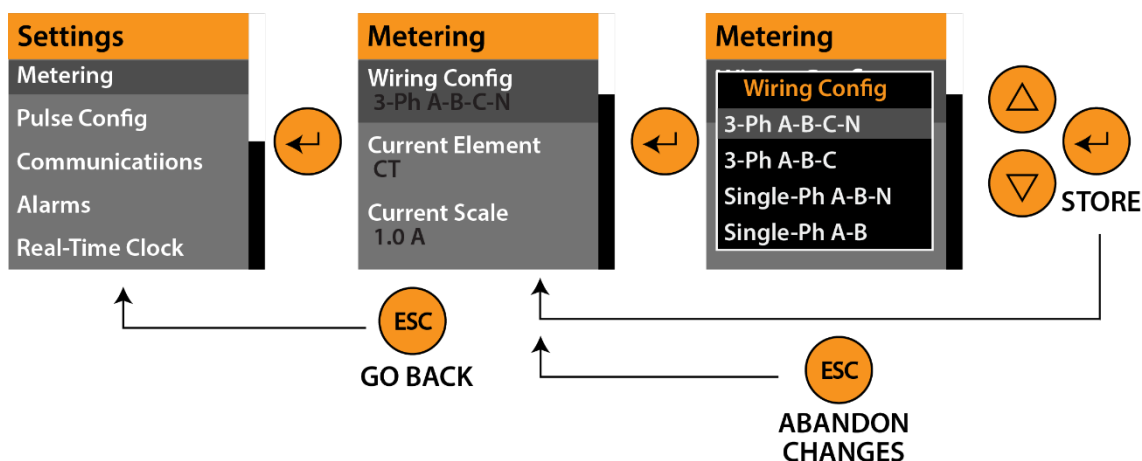 Settings
Metering
Pulse Config
Communicatiions
Alarms
Real-Time Clock
Metering
Wiring Config
3-Ph A-B-C-N
Current Element
CT
Current Scale
1.0 A
Metering
Wiring Config
3-Ph A-B-C-N
3-Ph A-B-C
Single-Ph A-B-N
Single-Ph A-B
STORE
ESC
GO BACK
ESC
ABANDON
CHANGES